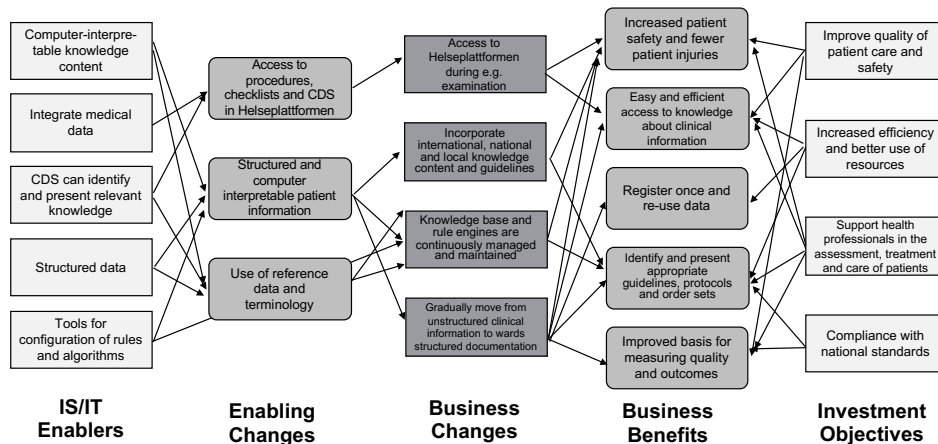 Computer-interpre-
table knowledge
content
Integrate medical
data
CDS can identify
and present relevant
knowledge
Structured data
Tools for
configuration of rules
and algorithms
IS/IT
Enablers
Access to
procedures,
checklists and CDS
in Helseplattformen
Structured and
computer
interpretable patient
information
Use of reference
data and
terminology
Enabling
Changes
Access to
Helseplattformen
during e.g.
examination
Incorporate
international, national
and local knowledge
content and guidelines
Knowledge base and
rule engines are
continuously managed
and maintained
Gradually move from
unstructured clinical
information to wards
structured documentation
Business
Changes
Increased patient
safety and fewer
patient injuries
Easy and efficient
access to knowledge
about clinical
information
Register once and
re-use data
Identify and present
appropriate
guidelines, protocols
and order sets
Improved basis for
measuring quality
and outcomes
Business
Benefits
Improve quality of
patient care and
safety
Increased efficiency
and better use of
resources
Support health
professionals in the
assessment, treatment
and care of patients
Compliance with
national standards
Investment
Objectives